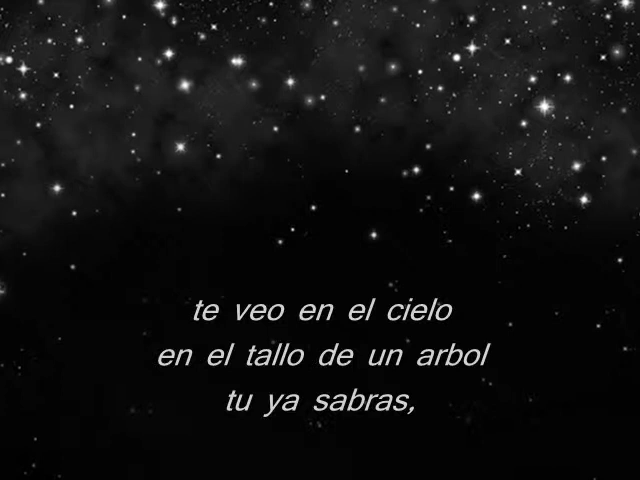 te veo en el cielo
en el tallo de un arbol
tu ya sabras,